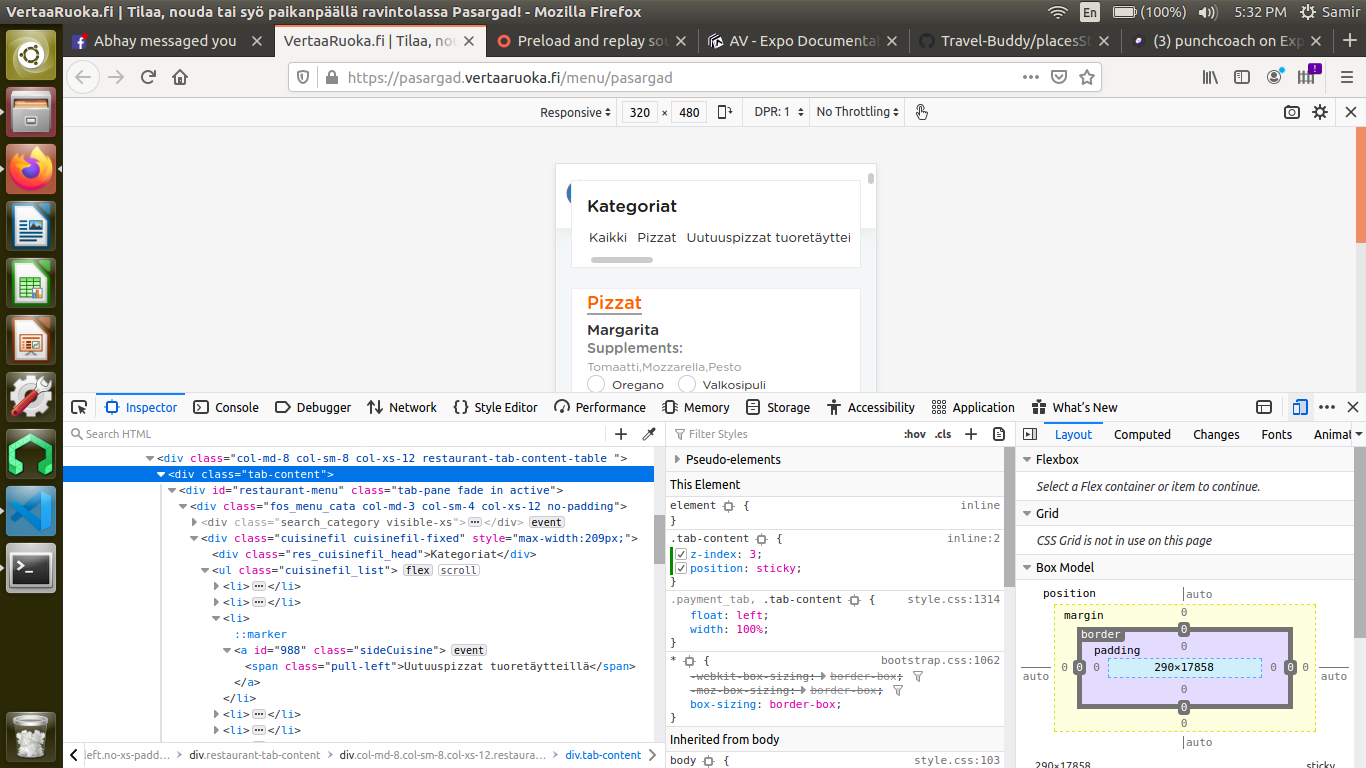 VertaaRuoka.fi | Tilaa, nouda tai syö paikanpäällä ravintolassa Pasargad! - Mozilla Firefox
En (100%) 5:32 PM Samir
Abhay messaged you
VertaaRuoka.fi | Tilaa, nou
Preload and replay sou
AV - Expo Documentat
Travel-Buddy/placesSt
(3) punchcoach on Exp
https://pasargad.vertaaruoka.fi/menu/pasargad
Responsive 320 × 480 DPR: 1 No Throttling
Kategoriat
Kaikki Pizzat Uutuuspizzat tuoretäyttei
Pizzat
Margarita
Supplements:
Tomaatti,Mozzarella,Pesto
Oregano Valkosipuli
Inspector Console Debugger Network Style Editor Performance Memory Storage Accessibility Application What's New
Search HTML
<div class="col-md-8 col-sm-8 col-xs-12 restaurant-tab-content-table ">
<div class="tab-content">
<div id="restaurant-menu" class="tab-pane fade in active">
<div class="fos_menu_cata col-md-3 col-sm-4 col-xs-12 no-padding">
<div class="search_category visible-xs"> ••• </div> event
<div class="cuisinefil cuisinefil-fixed" style="max-width:209px;">
<div class="res_cuisinefil_head">Kategoriat</div>
<ul class="cuisinefil_list"> flex scroll
<li> ••• </li>
<li> ••• </li>
<li>
::marker
<a id="988" class="sideCuisine"> event
<span class="pull-left">Uutuuspizzat tuoretäytteillä</span>
</a>
</li>
<li> ••• </li>
<li> ••• </li>
left.no-xs-padd… div.restaurant-tab-content div.col-md-8.col-sm-8.col-xs-12.restaura… div.tab-content
Filter Styles :hov .cls
Pseudo-elements
This Element
element { inline
}
.tab-content { inline:2
z-index: 3;
position: sticky;
}
.payment_tab, .tab-content { style.css:1314
float: left;
width: 100%;
}
* { bootstrap.css:1062
-webkit-box-sizing: border-box;
-moz-box-sizing: border-box;
box-sizing: border-box;
}
Inherited from body
body { style.css:103
Layout Computed Changes Fonts Animat
Flexbox
Select a Flex container or item to continue.
Grid
CSS Grid is not in use on this page
Box Model
position auto
margin 0
border 0
padding 0
auto 0 0 0 290×17858 0 0 0 auto
0
0
0
auto
290×17858 sticky